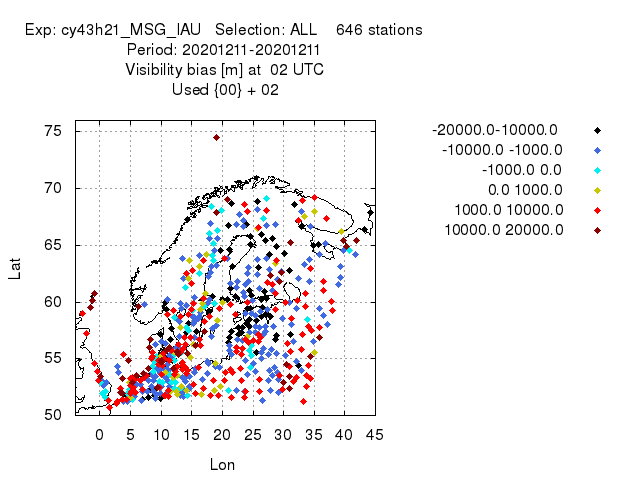 Exp: cy43h21_MSG_IAU   Selection: ALL    646 stations
Period: 20201211-20201211
Visibility bias [m] at  02 UTC
Used {00} + 02
-20000.0-10000.0
-10000.0 -1000.0
-1000.0 0.0
0.0 1000.0
1000.0 10000.0
10000.0 20000.0
75
70
65
60
55
50
Lat
0 5 10 15 20 25 30 35 40 45
Lon